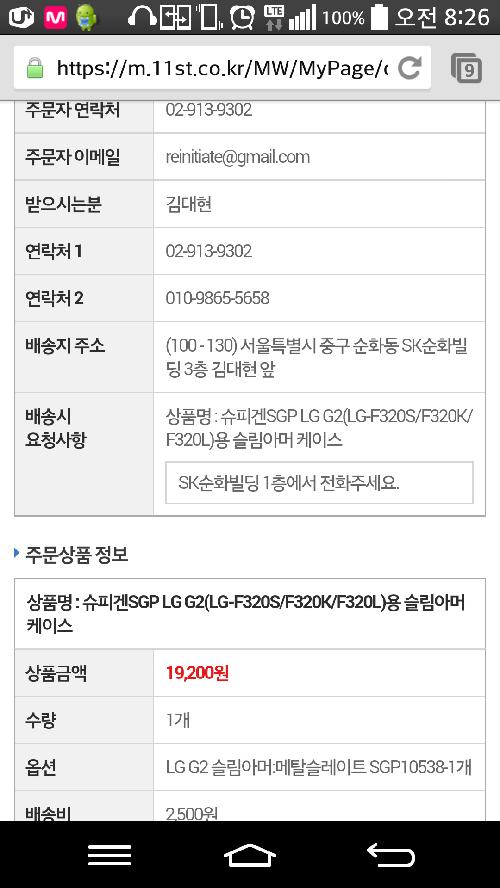 LTE 100% 오전 8:26
https://m.11st.co.kr/MW/MyPage/ 9
주문자 연락처 02-913-9302
주문자 이메일 reinitiate@gmail.com
받으시는분 김대현
연락처 1 02-913-9302
연락처 2 010-9865-5658
배송지 주소 (100 - 130) 서울특별시 중구 순화동 SK순화빌
딩 3층 김대현 앞
배송시 상품명 : 슈피겐SGP LG G2(LG-F320S/F320K/
요청사항 F320L)용 슬림아머 케이스
SK순화빌딩 1층에서 전화주세요.
주문상품 정보
상품명 : 슈피겐SGP LG G2(LG-F320S/F320K/F320L)용 슬림아머
케이스
상품금액 19,200원
수량 1개
옵션 LG G2 슬림아머:메탈슬레이트 SGP10538-1개
배송비 2,500원